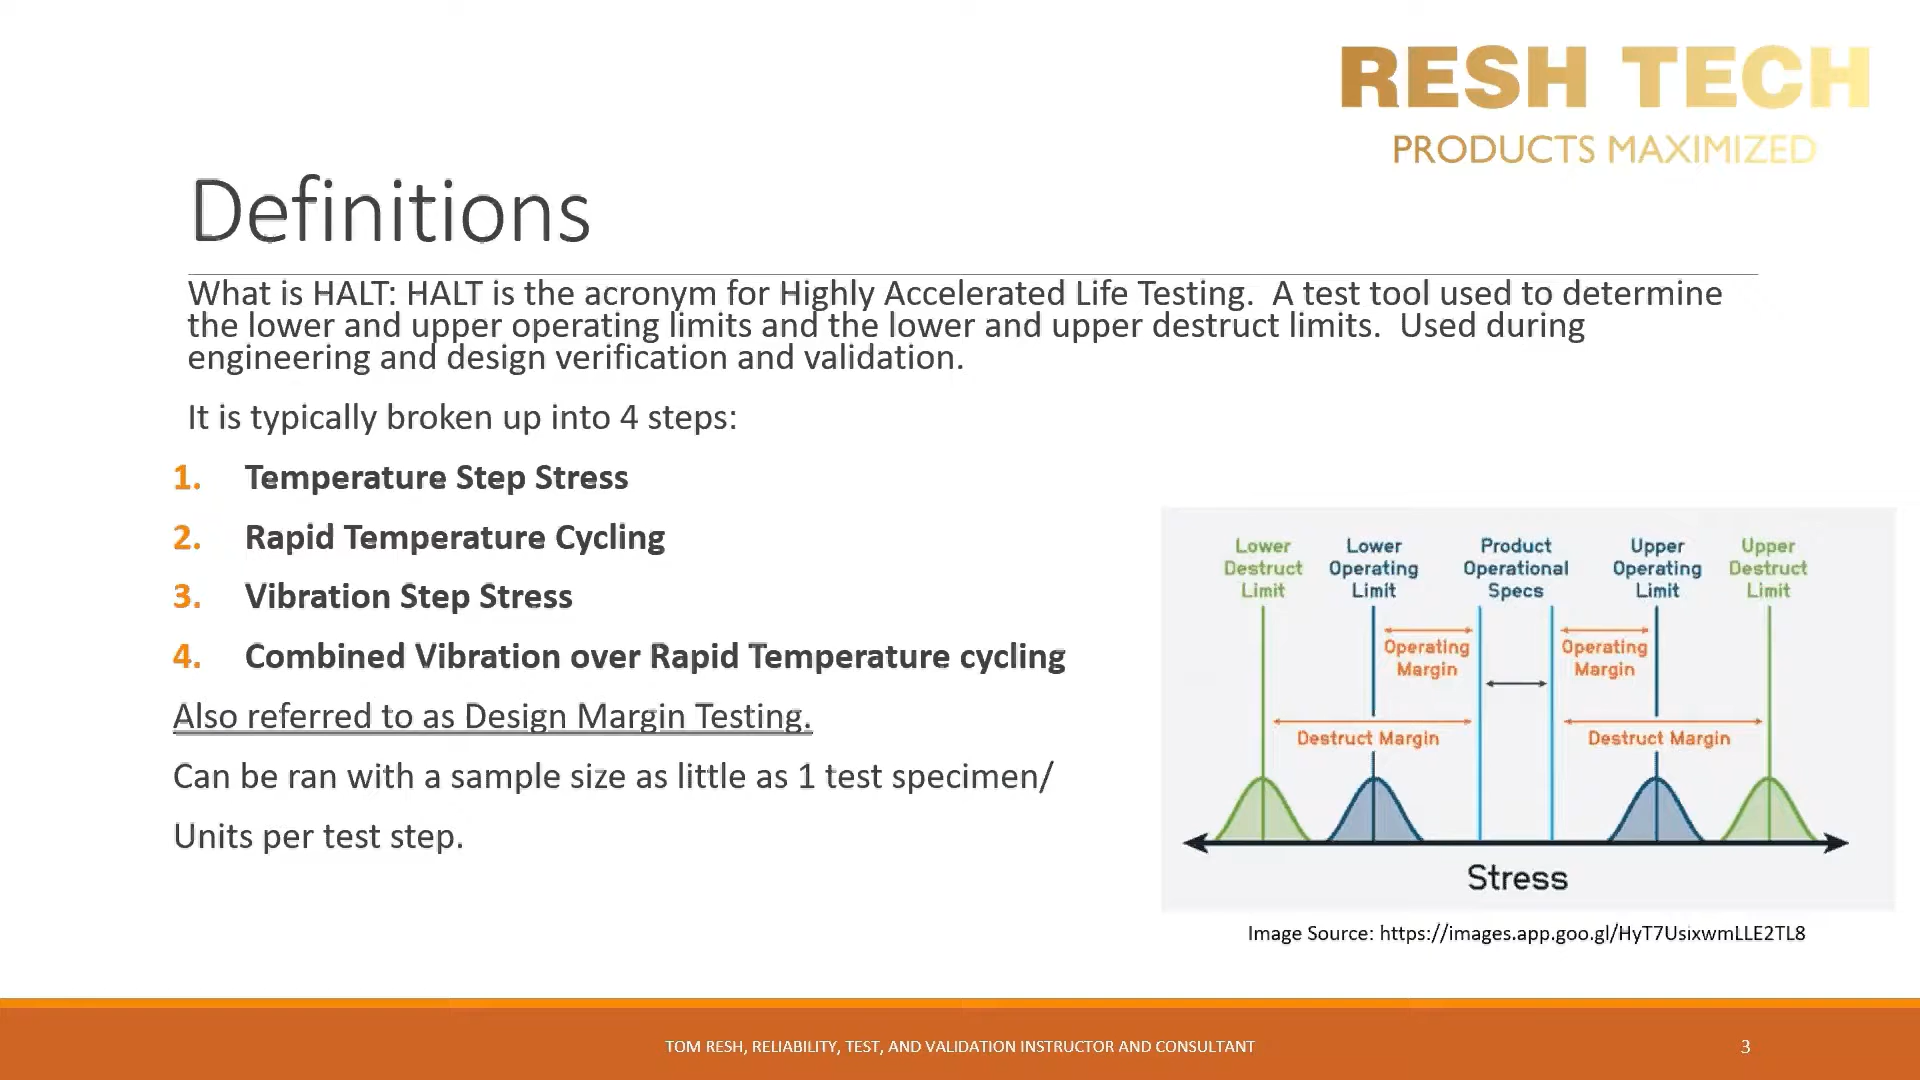 RESH TECH
PRODUCTS MAXIMIZED
Definitions
What is HALT: HALT is the acronym for Highly Accelerated Life Testing.  A test tool used to determine
the lower and upper operating limits and the lower and upper destruct limits.  Used during
engineering and design verification and validation.
It is typically broken up into 4 steps:
1. Temperature Step Stress
2. Rapid Temperature Cycling
3. Vibration Step Stress
4. Combined Vibration over Rapid Temperature cycling
Also referred to as Design Margin Testing.
Can be ran with a sample size as little as 1 test specimen/
Units per test step.
Lower Destruct Limit
Lower Operating Limit
Product Operational Specs
Upper Operating Limit
Upper Destruct Limit
Operating Margin
Operating Margin
Destruct Margin
Destruct Margin
Stress
Image Source: https://images.app.goo.gl/HyT7UsixwmLLE2TL8
TOM RESH, RELIABILITY, TEST, AND VALIDATION INSTRUCTOR AND CONSULTANT
3